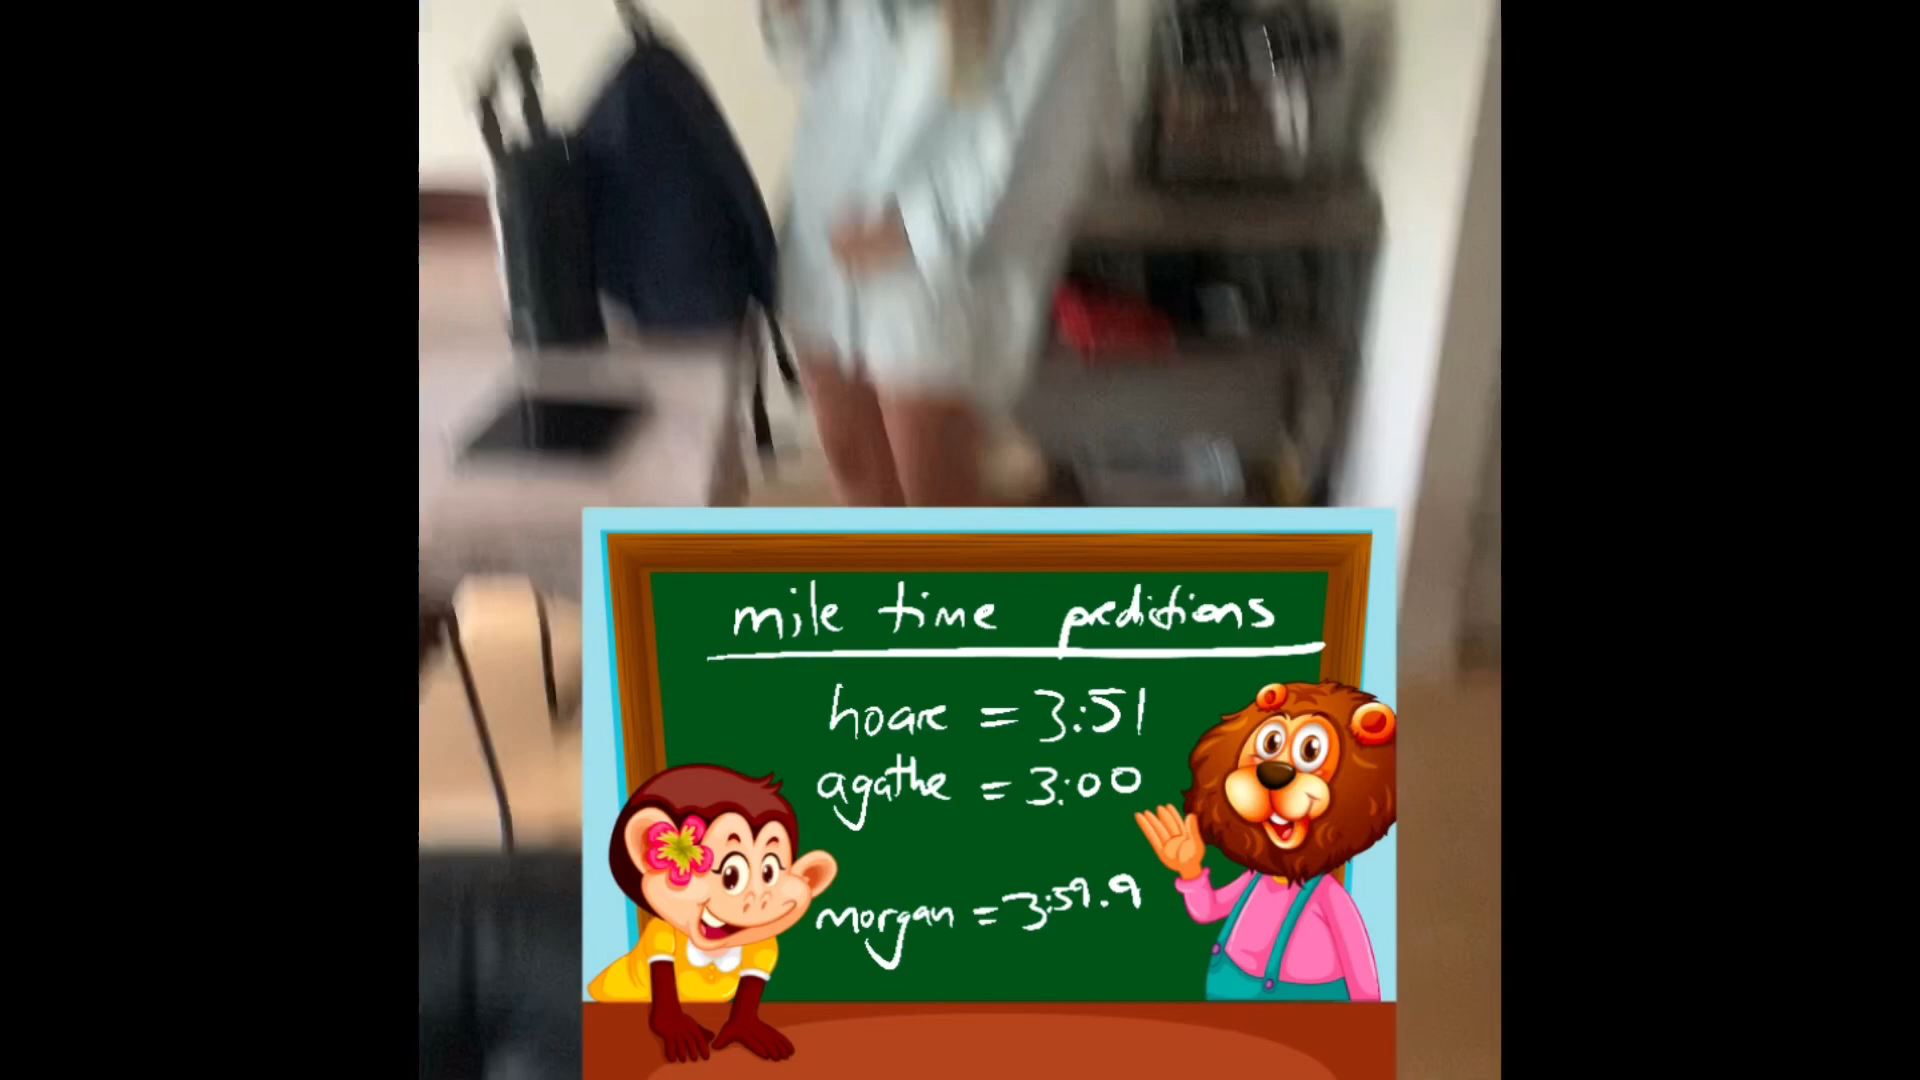 mile time predictions
hoare = 3:51
agathe = 3:00
morgan = 3:59.9